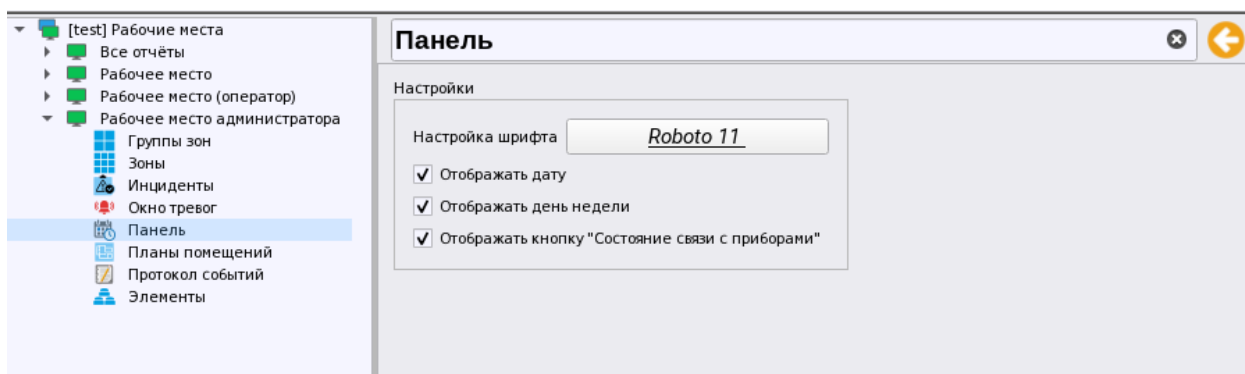 [test] Рабочие места
Все отчёты
Рабочее место
Рабочее место (оператор)
Рабочее место администратора
Группы зон
Зоны
Инциденты
Окно тревог
Панель
Планы помещений
Протокол событий
Элементы
Панель
Настройки
Настройка шрифта
Roboto 11
Отображать дату
Отображать день недели
Отображать кнопку "Состояние связи с приборами"